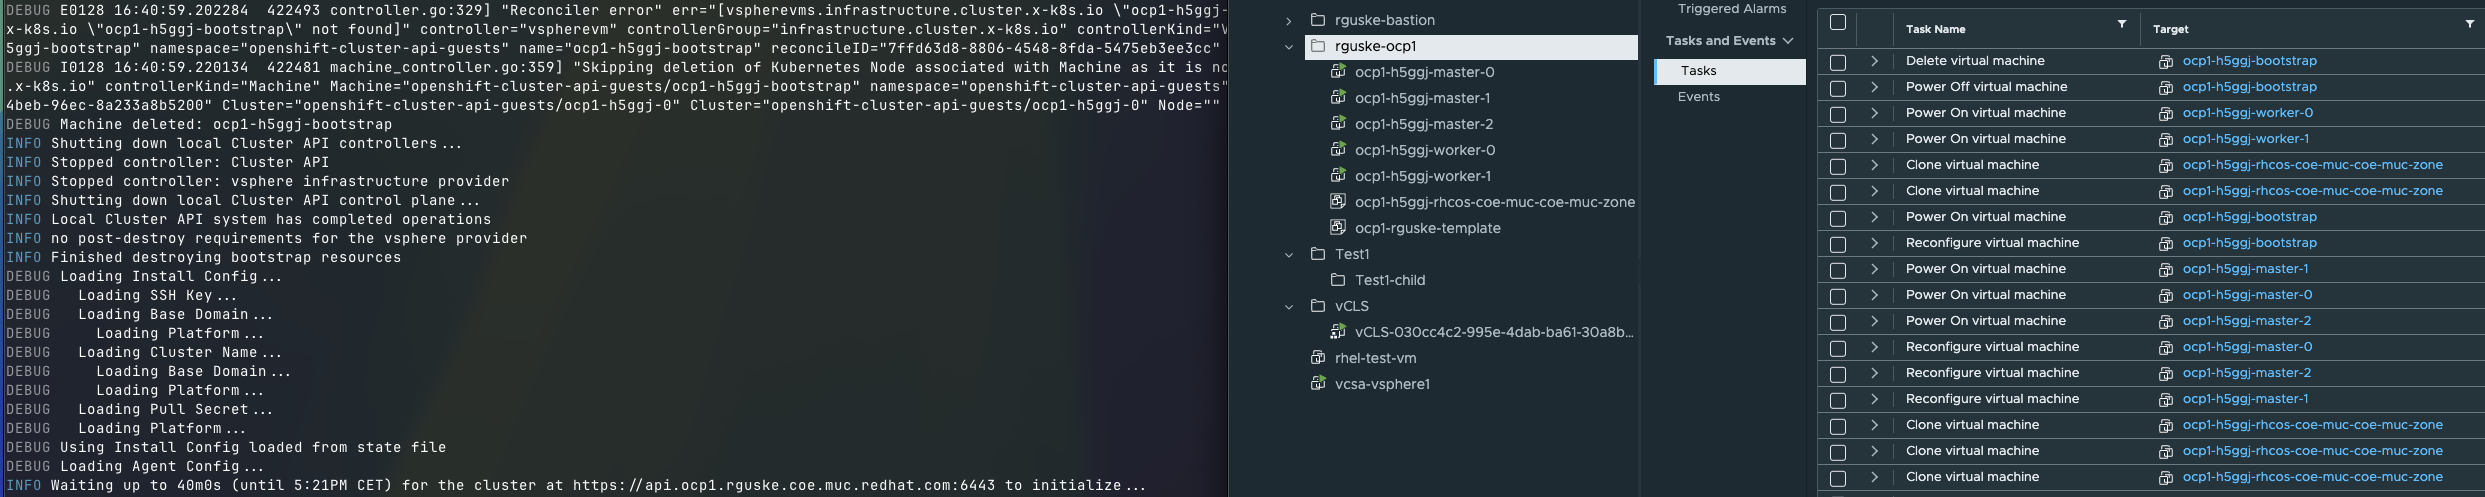 DEBUG E0128 16:40:59.202284  422493 controller.go:329] "Reconciler error" err="[vspherevms.infrastructure.cluster.x-k8s.io \"ocp1-h5ggj-
x-k8s.io \"ocp1-h5ggj-bootstrap\" not found]" controller="vspherevm" controllerGroup="infrastructure.cluster.x-k8s.io" controllerKind="V
5ggj-bootstrap" namespace="openshift-cluster-api-guests" name="ocp1-h5ggj-bootstrap" reconcileID="7ffd63d8-8806-4548-8fda-5475eb3ee3cc"
DEBUG I0128 16:40:59.220134  422481 machine_controller.go:359] "Skipping deletion of Kubernetes Node associated with Machine as it is no
.x-k8s.io" controllerKind="Machine" Machine="openshift-cluster-api-guests/ocp1-h5ggj-bootstrap" namespace="openshift-cluster-api-guests"
4beb-96ec-8a233a8b5200" Cluster="openshift-cluster-api-guests/ocp1-h5ggj-0" Cluster="openshift-cluster-api-guests/ocp1-h5ggj-0" Node=""
DEBUG Machine deleted: ocp1-h5ggj-bootstrap
INFO Shutting down local Cluster API controllers...
INFO Stopped controller: Cluster API
INFO Stopped controller: vsphere infrastructure provider
INFO Shutting down local Cluster API control plane...
INFO Local Cluster API system has completed operations
INFO no post-destroy requirements for the vsphere provider
INFO Finished destroying bootstrap resources
DEBUG Loading Install Config...
DEBUG   Loading SSH Key...
DEBUG   Loading Base Domain...
DEBUG     Loading Platform...
DEBUG   Loading Cluster Name...
DEBUG     Loading Base Domain...
DEBUG     Loading Platform...
DEBUG   Loading Pull Secret...
DEBUG   Loading Platform...
DEBUG Using Install Config loaded from state file
DEBUG   Loading Agent Config...
INFO Waiting up to 40m0s (until 5:21PM CET) for the cluster at https://api.ocp1.rguske.coe.muc.redhat.com:6443 to initialize...
rguske-bastion
rguske-ocp1
ocp1-h5ggj-master-0
ocp1-h5ggj-master-1
ocp1-h5ggj-master-2
ocp1-h5ggj-worker-0
ocp1-h5ggj-worker-1
ocp1-h5ggj-rhcos-coe-muc-coe-muc-zone
ocp1-rguske-template
Test1
Test1-child
vCLS
vCLS-030cc4c2-995e-4dab-ba61-30a8b...
rhel-test-vm
vcsa-vsphere1
Triggered Alarms
Tasks and Events
Tasks
Events
Task Name Target
Delete virtual machine ocp1-h5ggj-bootstrap
Power Off virtual machine ocp1-h5ggj-bootstrap
Power On virtual machine ocp1-h5ggj-worker-0
Power On virtual machine ocp1-h5ggj-worker-1
Clone virtual machine ocp1-h5ggj-rhcos-coe-muc-coe-muc-zone
Clone virtual machine ocp1-h5ggj-rhcos-coe-muc-coe-muc-zone
Power On virtual machine ocp1-h5ggj-bootstrap
Reconfigure virtual machine ocp1-h5ggj-bootstrap
Power On virtual machine ocp1-h5ggj-master-1
Power On virtual machine ocp1-h5ggj-master-0
Power On virtual machine ocp1-h5ggj-master-2
Reconfigure virtual machine ocp1-h5ggj-master-0
Reconfigure virtual machine ocp1-h5ggj-master-2
Reconfigure virtual machine ocp1-h5ggj-master-1
Clone virtual machine ocp1-h5ggj-rhcos-coe-muc-coe-muc-zone
Clone virtual machine ocp1-h5ggj-rhcos-coe-muc-coe-muc-zone
Clone virtual machine ocp1-h5ggj-rhcos-coe-muc-coe-muc-zone